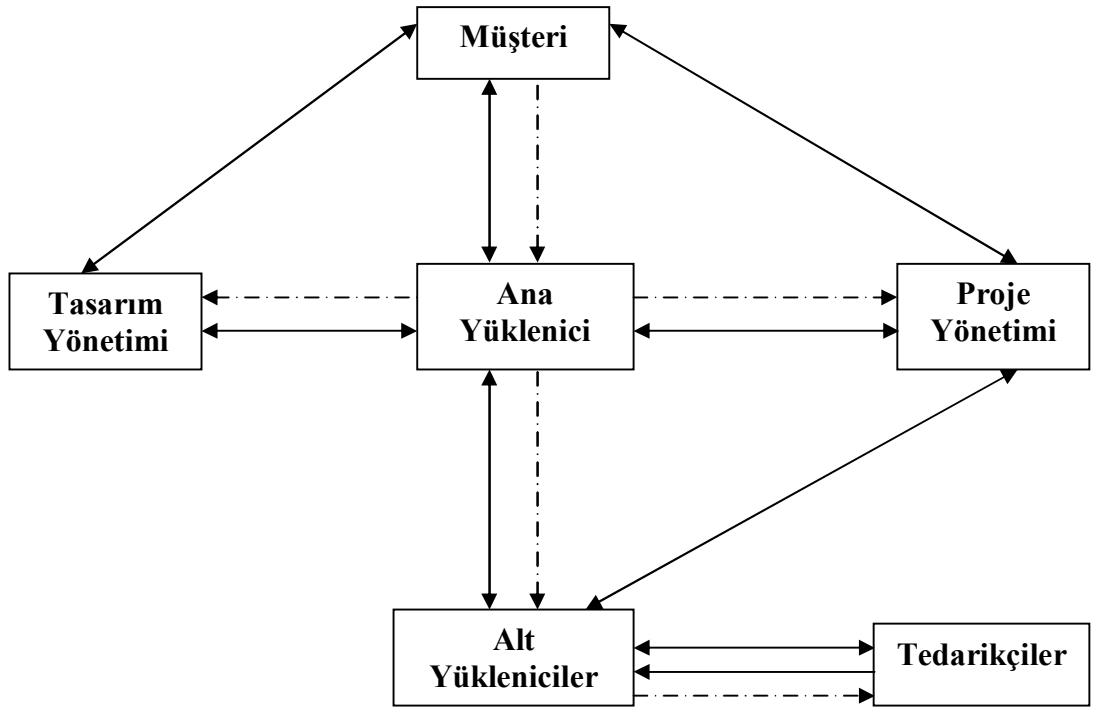 Müşteri
Tasarım
Yönetimi
Ana
Yüklenici
Proje
Yönetimi
Alt
Yükleniciler
Tedarikçiler